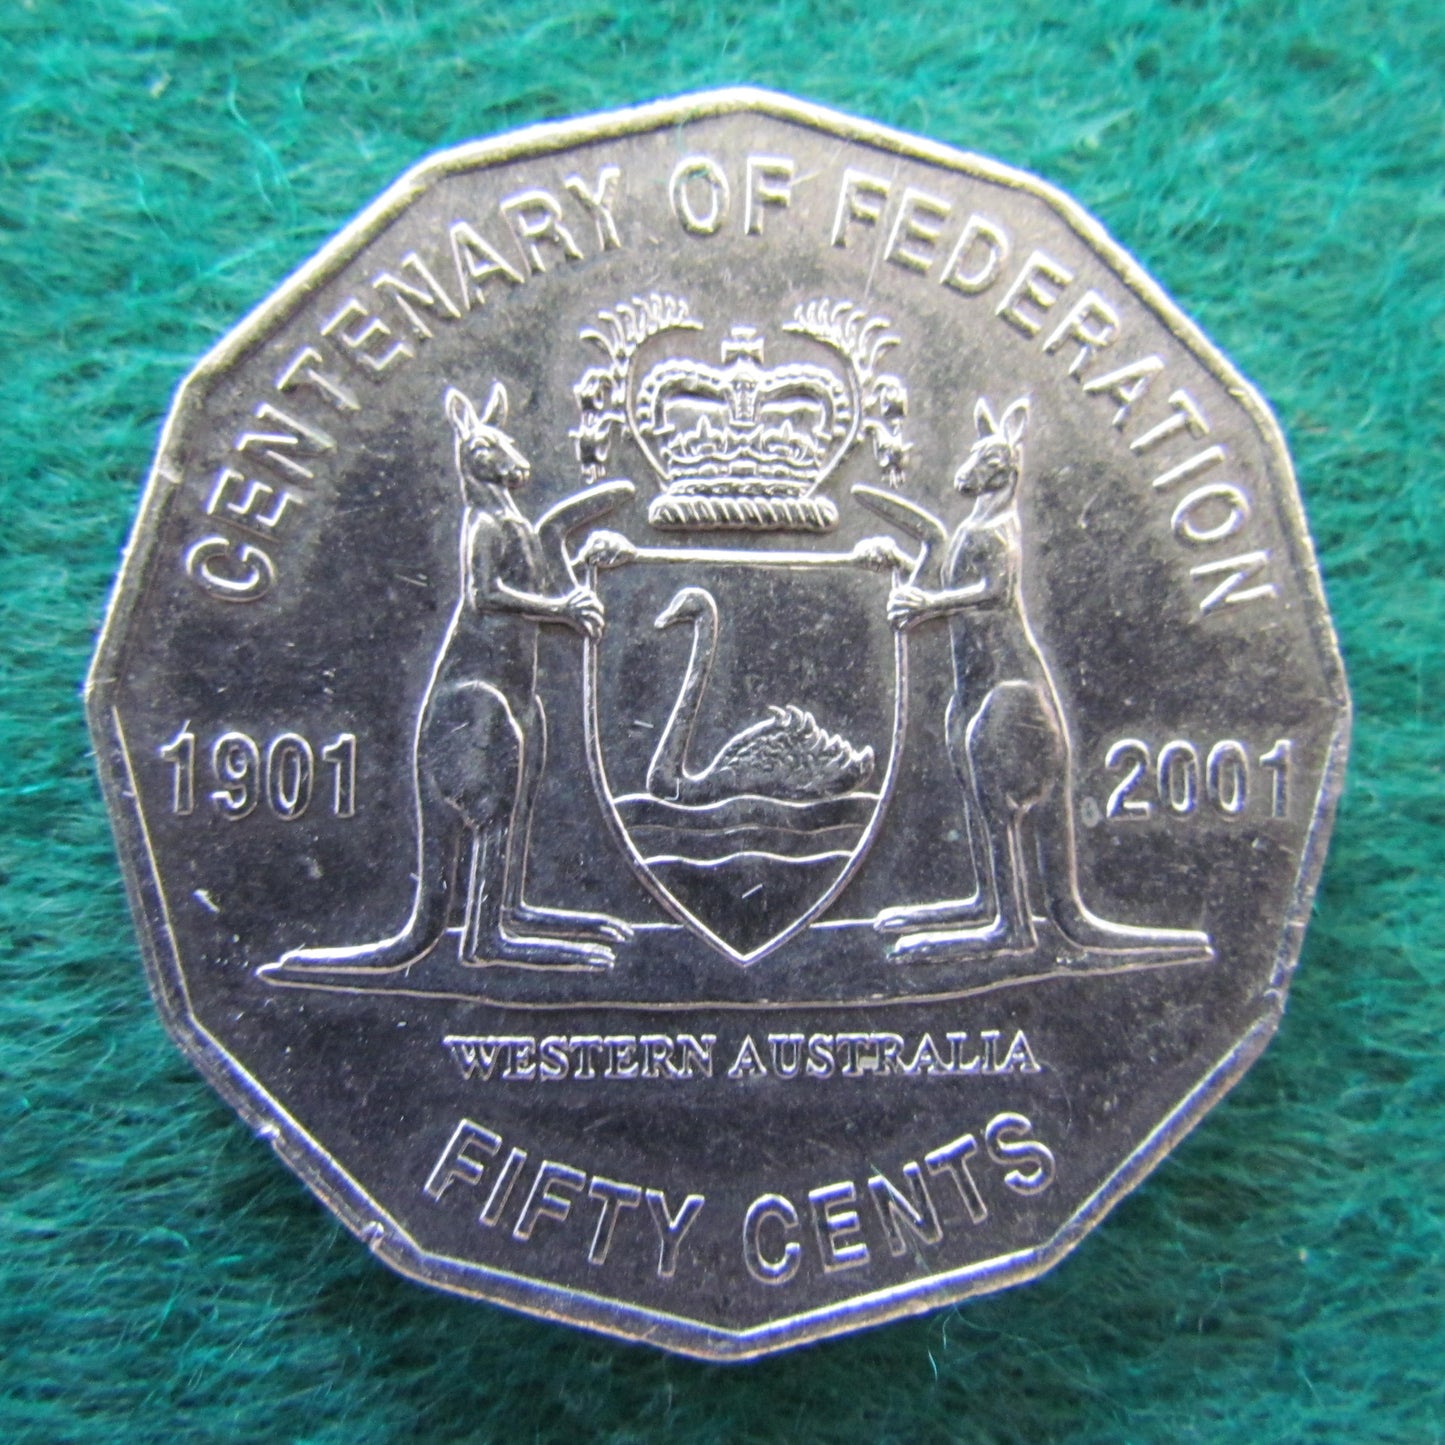 CENTENARY OF FEDERATION
1901 2001
WESTERN AUSTRALIA
FIFTY CENTS